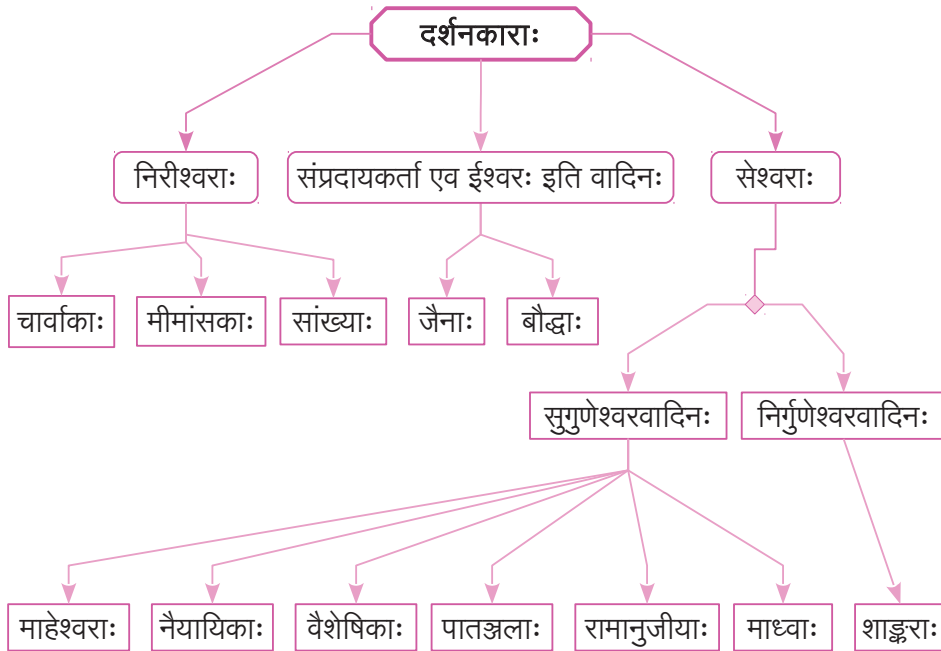 दर्शनकाराः
निरीश्वराः
संप्रदायकर्ता एव ईश्वरः इति वादिनः
सेश्वराः
चार्वाकाः
मीमांसकाः
सांख्याः
जैनाः
बौद्धाः
सुगुणेश्वरवादिनः
निर्गुणेश्वरवादिनः
माहेश्वराः
नैयायिकाः
वैशेषिकाः
पातञ्जलाः
रामानुजीयाः
माध्वाः
शाङ्कराः